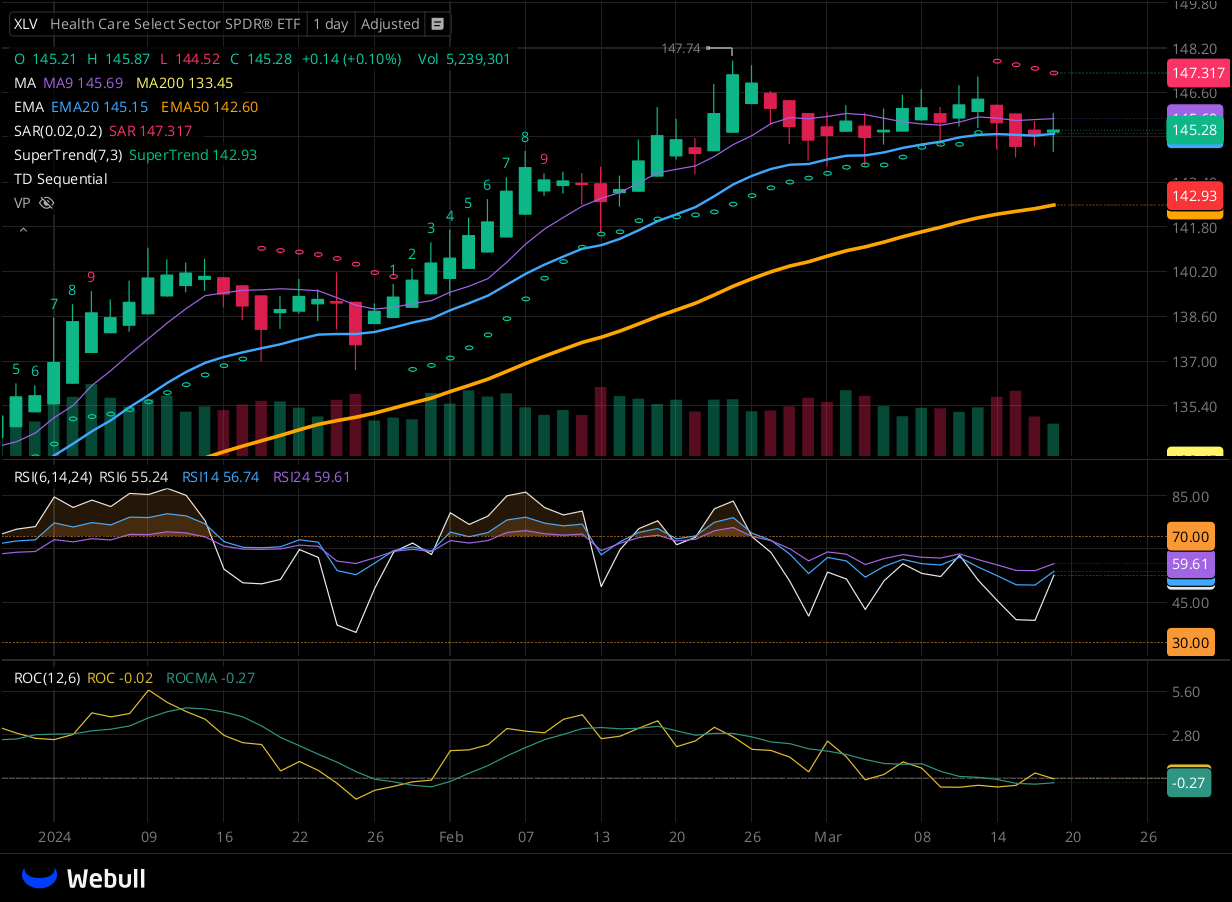 XLV Health Care Select Sector SPDR® ETF 1 day Adjusted
O 145.21 H 145.87 L 144.52 C 145.28 +0.14 (+0.10%) Vol 5,239,301
MA MA9 145.69 MA200 133.45
EMA EMA20 145.15 EMA50 142.60
SAR(0.02,0.2) SAR 147.317
SuperTrend(7,3) SuperTrend 142.93
TD Sequential
VP
147.74
5 6 7 8 9
1 2 3 4 5 6 7 8 9
149.80
148.20
147.317
146.60
145.28
142.93
141.80
140.20
138.60
137.00
135.40
RSI(6,14,24) RSI6 55.24 RSI14 56.74 RSI24 59.61
85.00
70.00
59.61
45.00
30.00
ROC(12,6) ROC -0.02 ROCMA -0.27
5.60
2.80
-0.27
2024 09 16 22 26 Feb 07 13 20 26 Mar 08 14 20 26
Webull